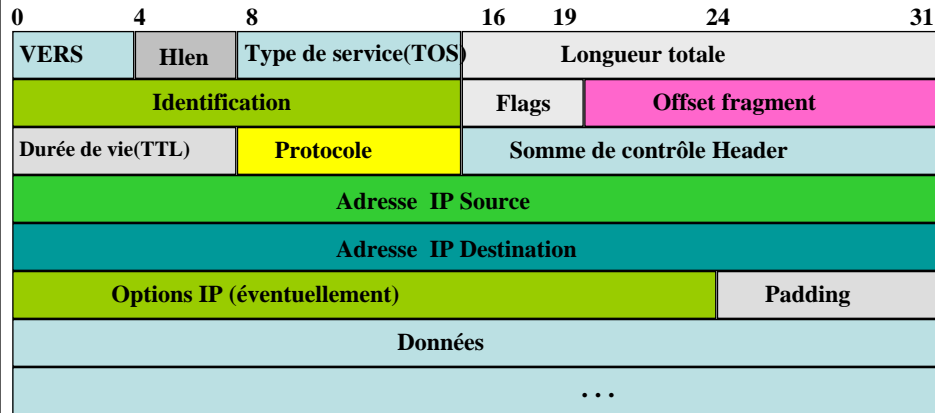 0 4 8 16 19 24 31
VERS Hlen Type de service(TOS) Longueur totale
Identification Flags Offset fragment
Durée de vie(TTL) Protocole Somme de contrôle Header
Adresse IP Source
Adresse IP Destination
Options IP (éventuellement) Padding
Données
. . .